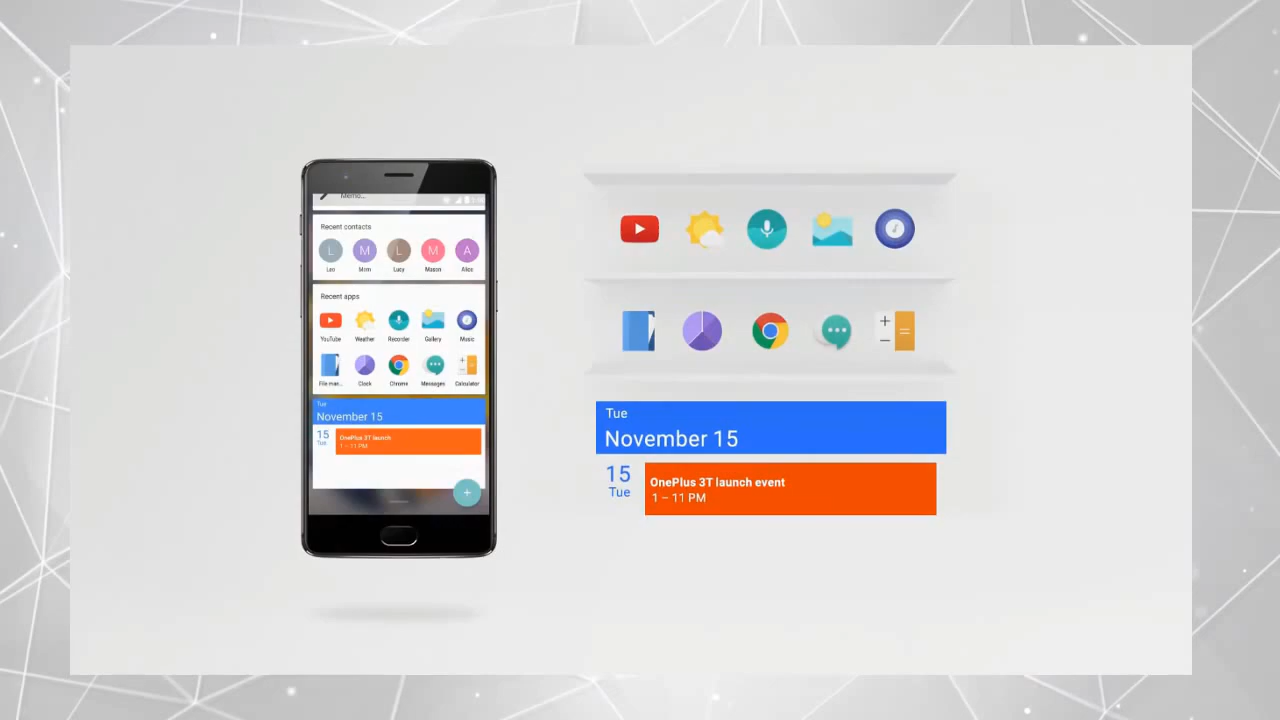 Memo...
Recent contacts
Leo Mom Lucy Mason Alice
L M L M A
Recent apps
YouTube Weather Recorder Gallery Music
File man... Clock Chrome Messages Calculator
Tue
November 15
15
Tue
OnePlus 3T launch
1 – 11 PM
Tue
November 15
15
Tue
OnePlus 3T launch event
1 – 11 PM